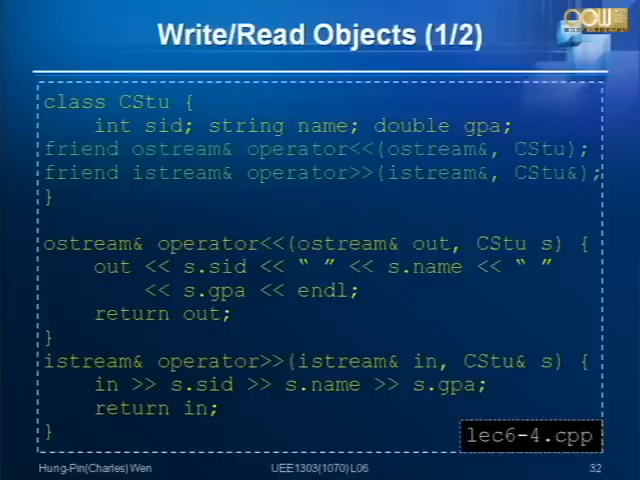 Write/Read Objects (1/2)
class CStu {
int sid; string name; double gpa;
friend ostream& operator<<(ostream&, CStu);
friend istream& operator>>(istream&, CStu&);
}
ostream& operator<<(ostream& out, CStu s) {
out << s.sid << “ ” << s.name << “ ”
<< s.gpa << endl;
return out;
}
istream& operator>>(istream& in, CStu& s) {
in >> s.sid >> s.name >> s.gpa;
return in;
}
lec6-4.cpp
Hung-Pin(Charles) Wen
UEE1303(1070) L06
32